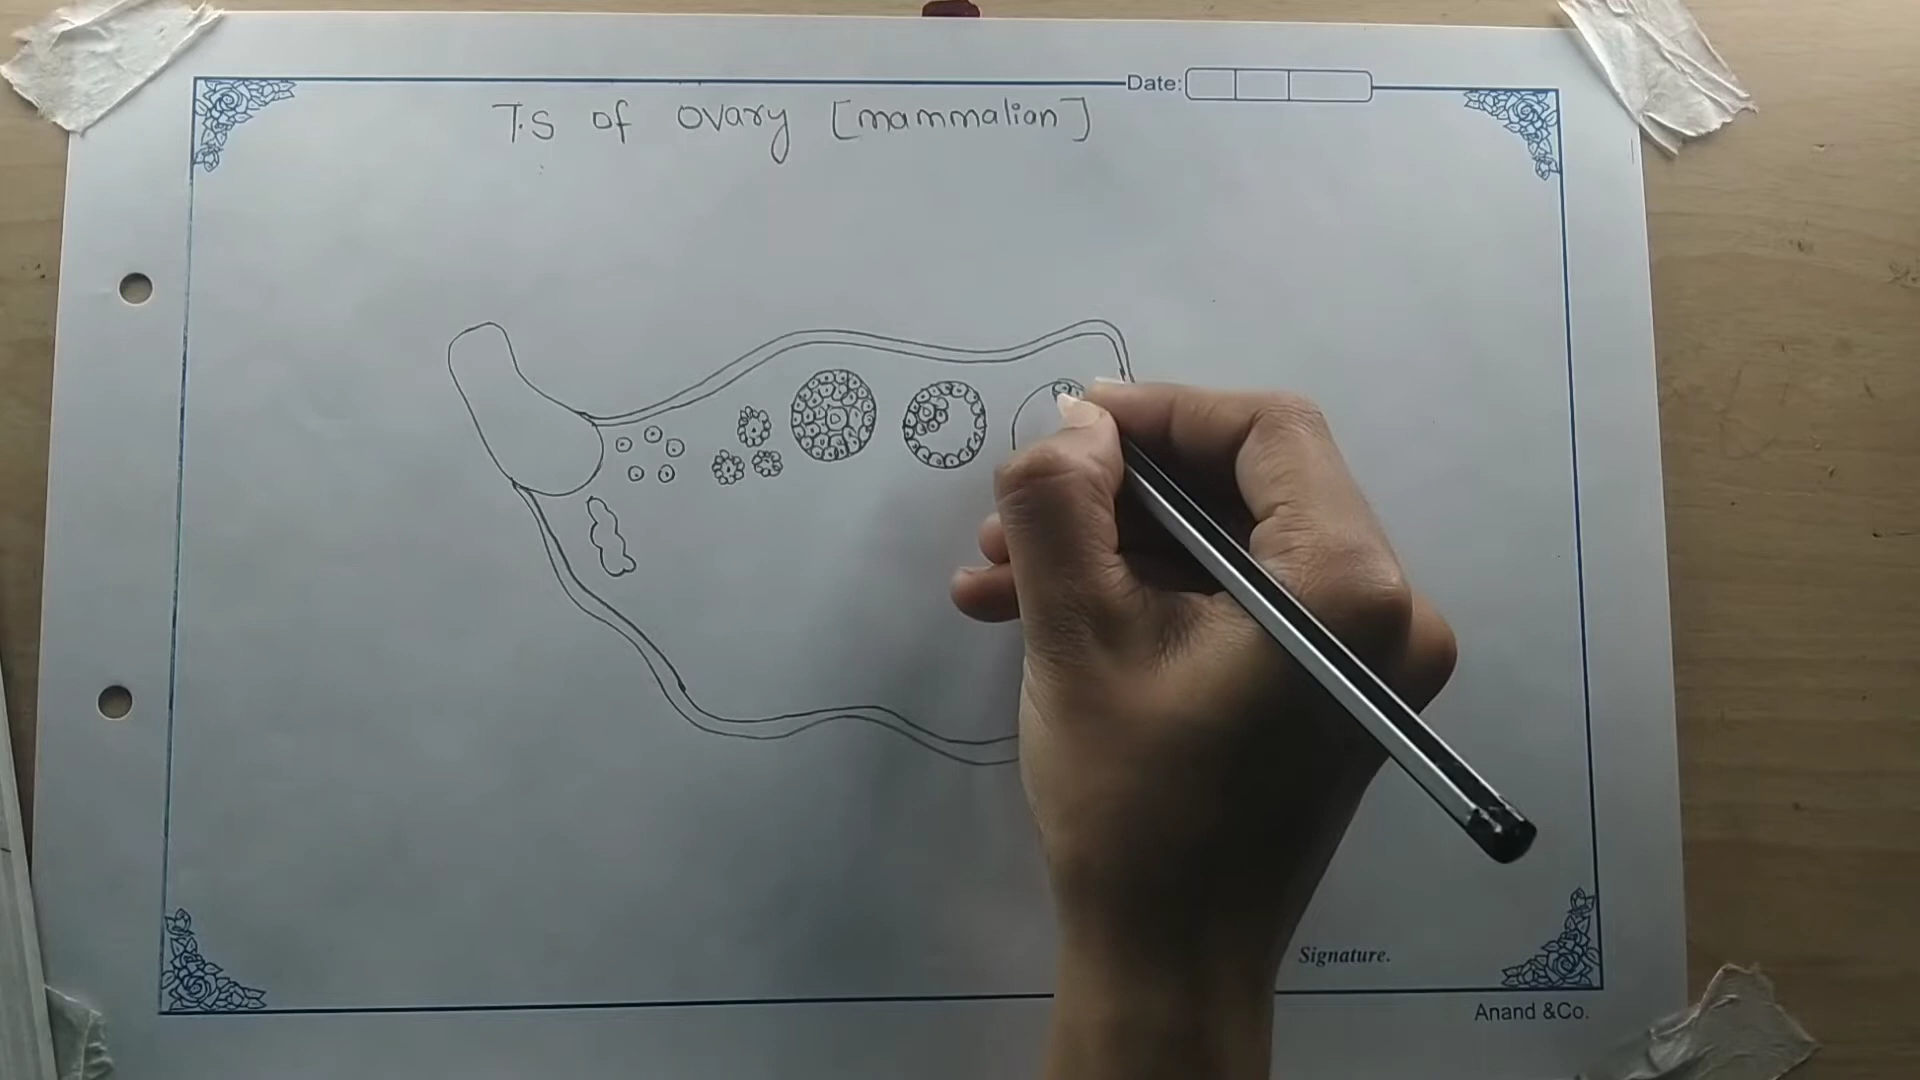 Date:
T.S of ovary [mammalian]
Signature.
Anand &Co.